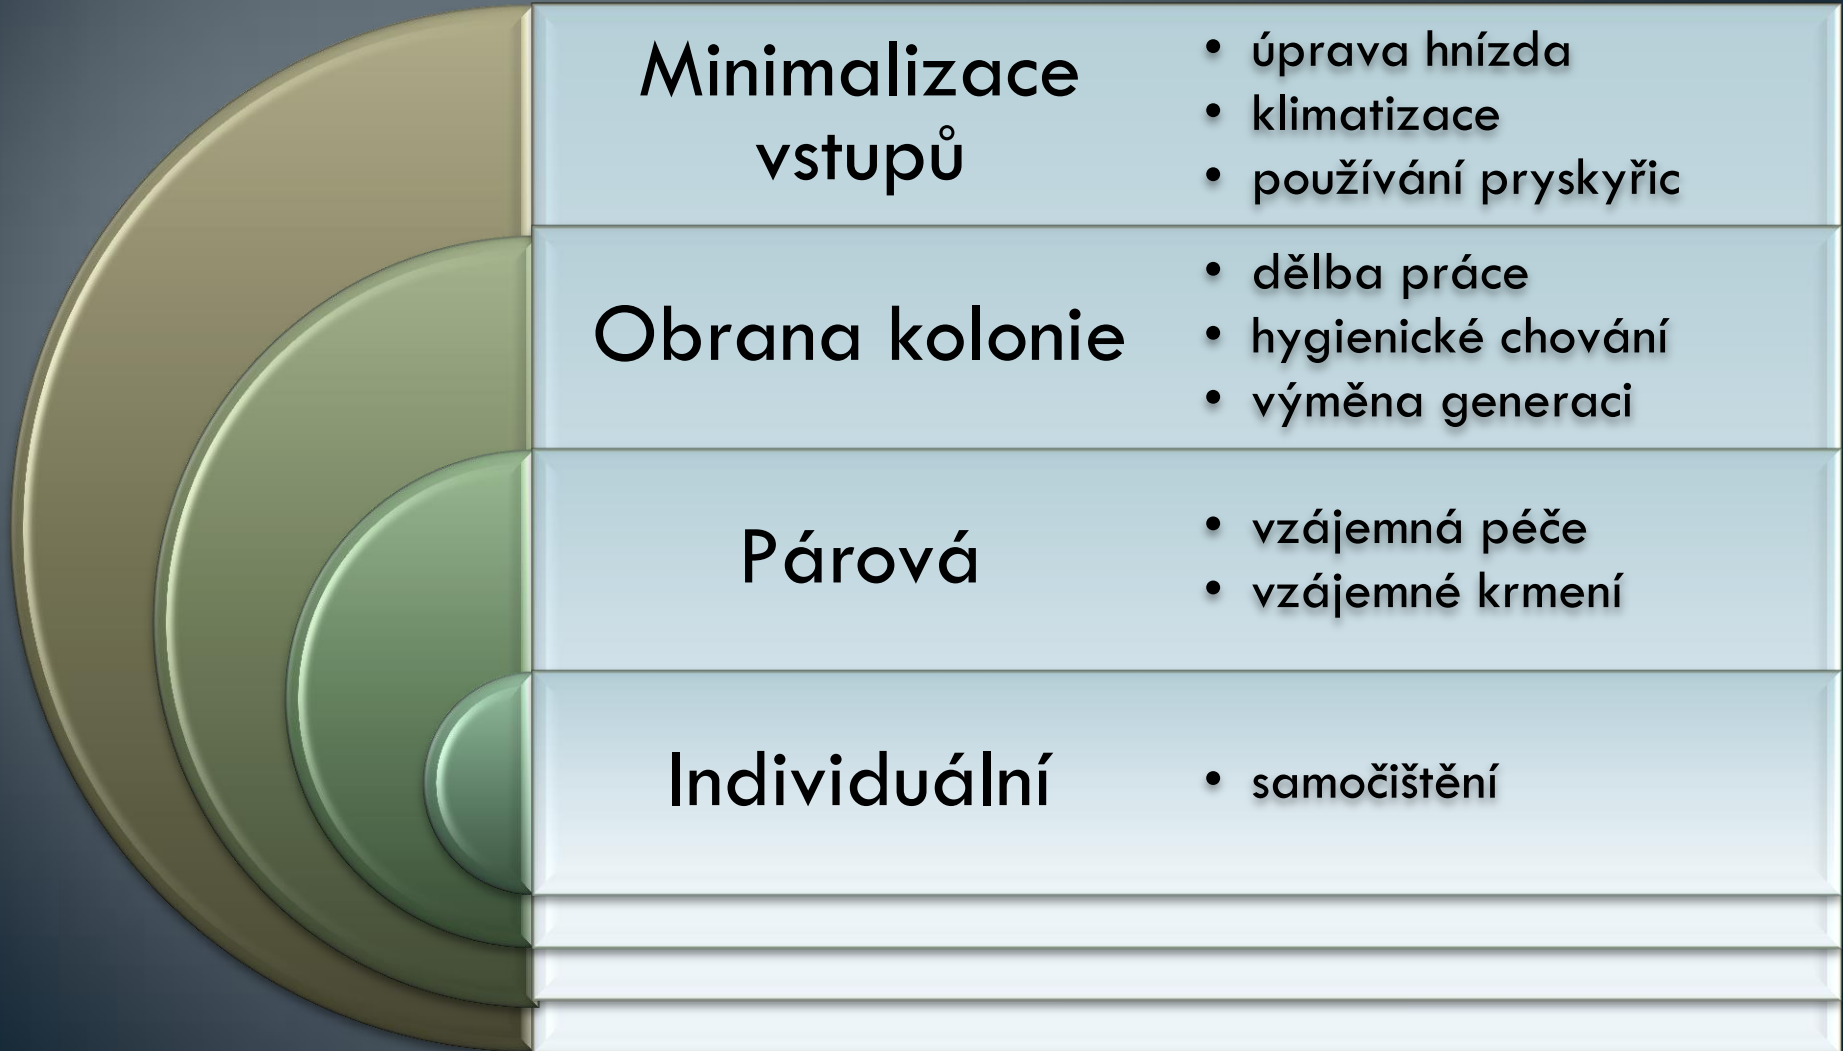 Minimalizace
vstupů
• úprava hnízda
• klimatizace
• používání pryskyřic
Obrana kolonie
• dělba práce
• hygienické chování
• výměna generaci
Párová
• vzájemná péče
• vzájemné krmení
Individuální
• samočištění